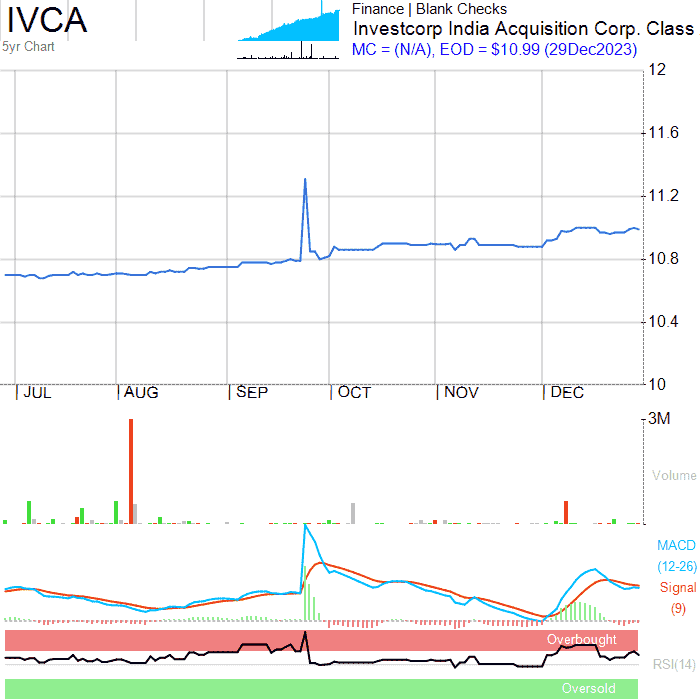 IVCA
5yr Chart
Finance | Blank Checks
Investcorp India Acquisition Corp. Class
MC = (N/A), EOD = $10.99 (29Dec2023)
12
11.6
11.2
10.8
10.4
10
JUL AUG SEP OCT NOV DEC
3M
Volume
MACD
(12-26)
Signal
(9)
Overbought
RSI(14)
Oversold